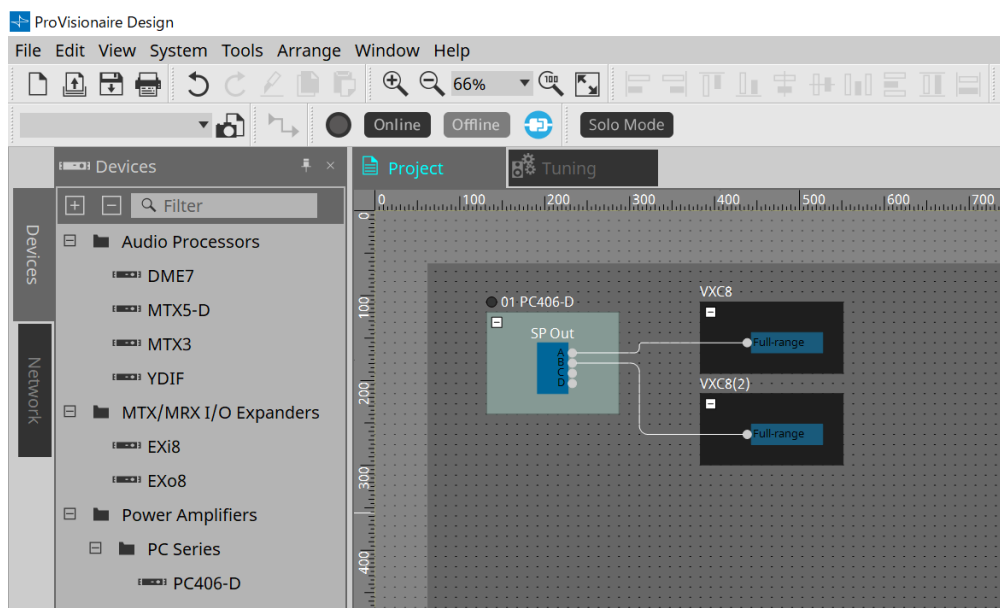 ProVisionaire Design
File Edit View System Tools Arrange Window Help
66% 100
Online Offline Solo Mode
Devices
Project
Tuning
Filter
0 100 200 300 400 500 600 700
Devices
Network
Audio Processors
DME7
MTX5-D
MTX3
YDIF
MTX/MRX I/O Expanders
EXi8
EXo8
Power Amplifiers
PC Series
PC406-D
0
100
200
300
400
01 PC406-D
SP Out
A
B
C
D
VXC8
Full-range
VXC8(2)
Full-range